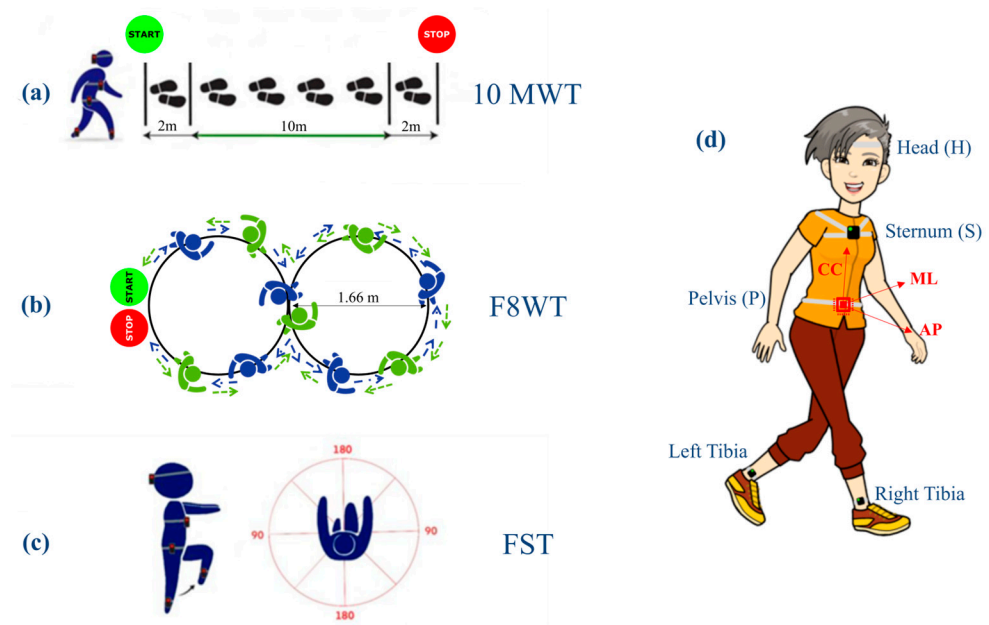 START
STOP
(a)
10 MWT
2m
10m
2m
(b)
START
STOP
1.66 m
F8WT
(c)
180
90
90
180
FST
(d)
Head (H)
Sternum (S)
CC
ML
Pelvis (P)
AP
Left Tibia
Right Tibia